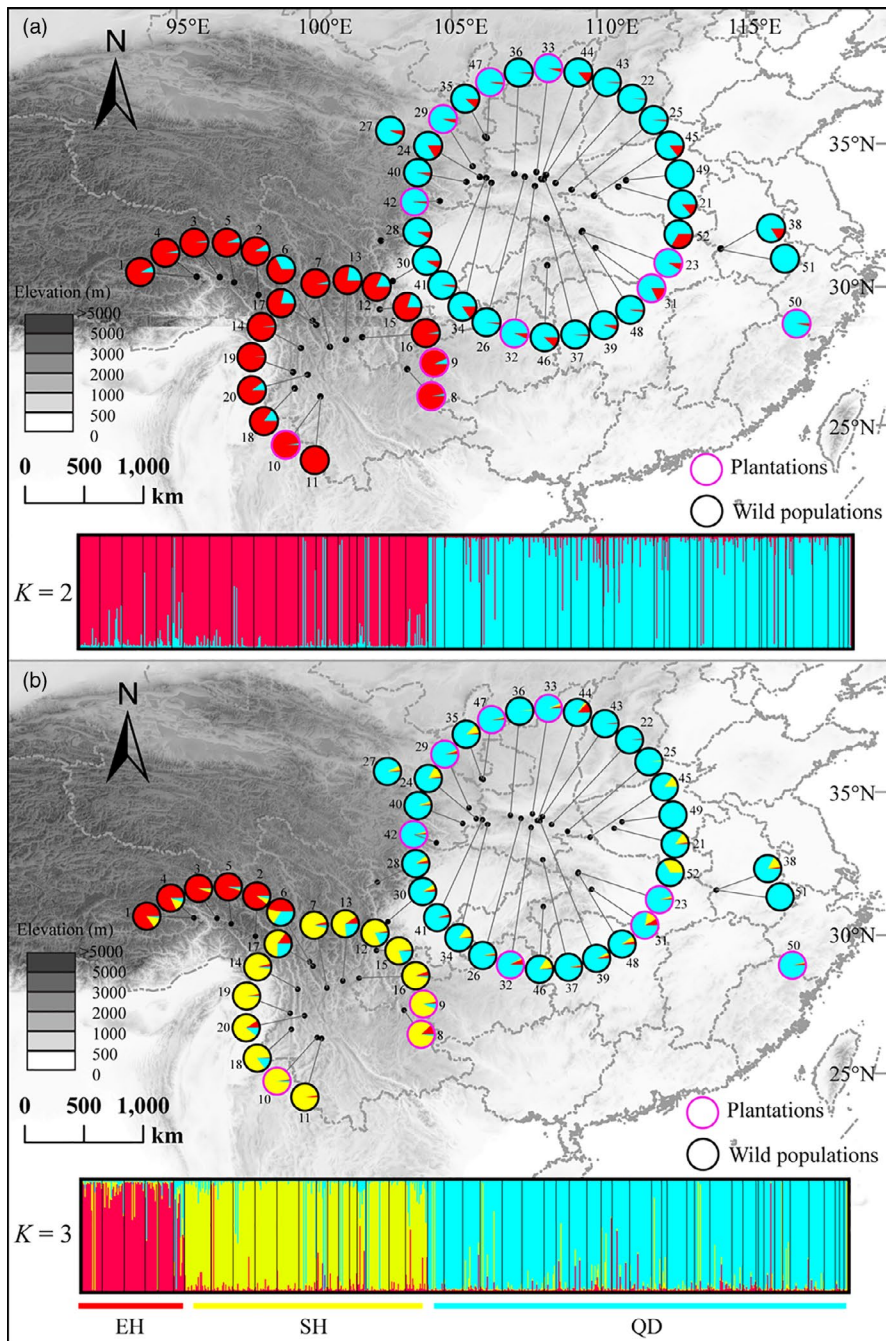 (a)
95°E 100°E 105°E 110°E 115°E
N
36 33 44
47 43
35 22
29 25
27 24 45
40 49
42 21
28 52 38
30 23 51
41 31 50
34 48
26 32 46 37 39
3 5 2
4 6
1 7 13
17 12
14 15
19 16
20 9
18 8
10 11
35°N
30°N
25°N
Elevation (m)
>5000
5000
3000
2000
1000
500
0
0 500 1,000
km
Plantations
Wild populations
K = 2
(b)
N
36 33 44
47 43
35 22
29 25
27 24 45
40 49
42 21
28 52 38
30 23 51
41 31 50
34 48
26 32 46 37 39
3 5 2
4 6
1 7 13
17 12
14 15
19 16
20 9
18 8
10 11
35°N
30°N
25°N
Elevation (m)
>5000
5000
3000
2000
1000
500
0
0 500 1,000
km
Plantations
Wild populations
K = 3
EH SH QD